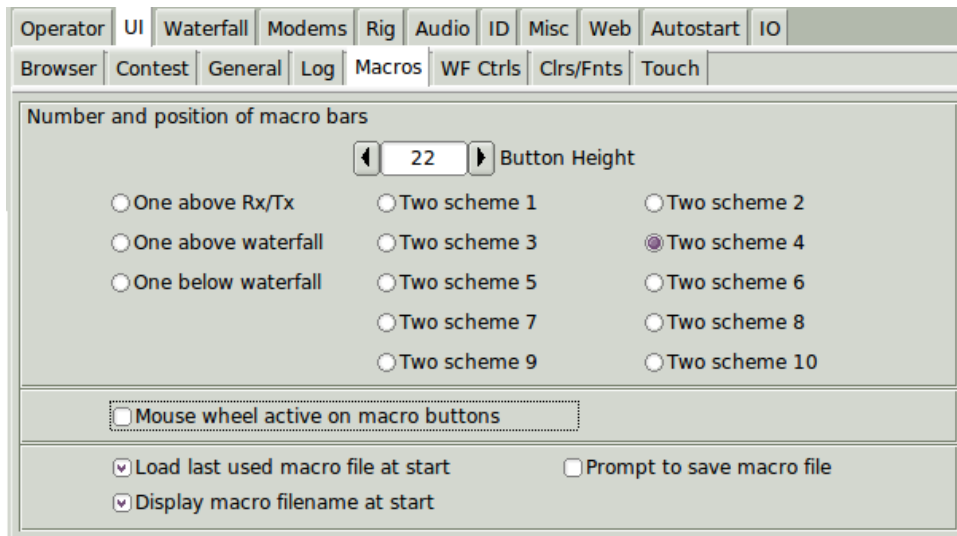 Operator UI Waterfall Modems Rig Audio ID Misc Web Autostart IO
Browser Contest General Log Macros WF Ctrls Clrs/Fnts Touch
Number and position of macro bars
22 Button Height
One above Rx/Tx Two scheme 1 Two scheme 2
One above waterfall Two scheme 3 Two scheme 4
One below waterfall Two scheme 5 Two scheme 6
Two scheme 7 Two scheme 8
Two scheme 9 Two scheme 10
Mouse wheel active on macro buttons
Load last used macro file at start Prompt to save macro file
Display macro filename at start